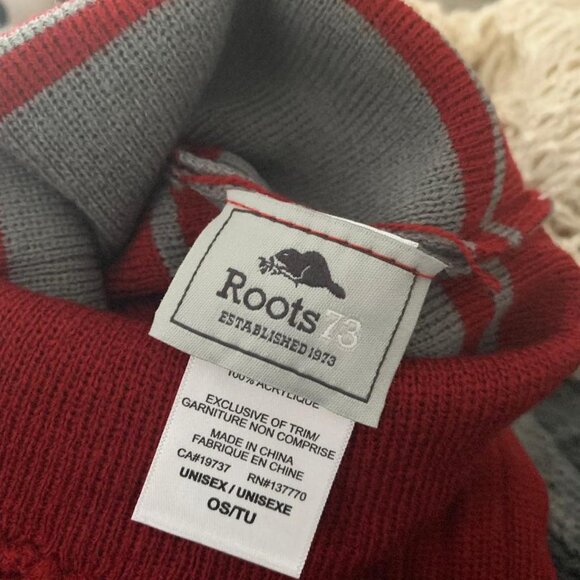 Roots73
ESTABLISHED 1973
100% ACRYLIQUE
EXCLUSIVE OF TRIM/
GARNITURE NON COMPRISE
MADE IN CHINA
FABRIQUE EN CHINE
CA#19737 RN#137770
UNISEX / UNISEXE
OS/TU